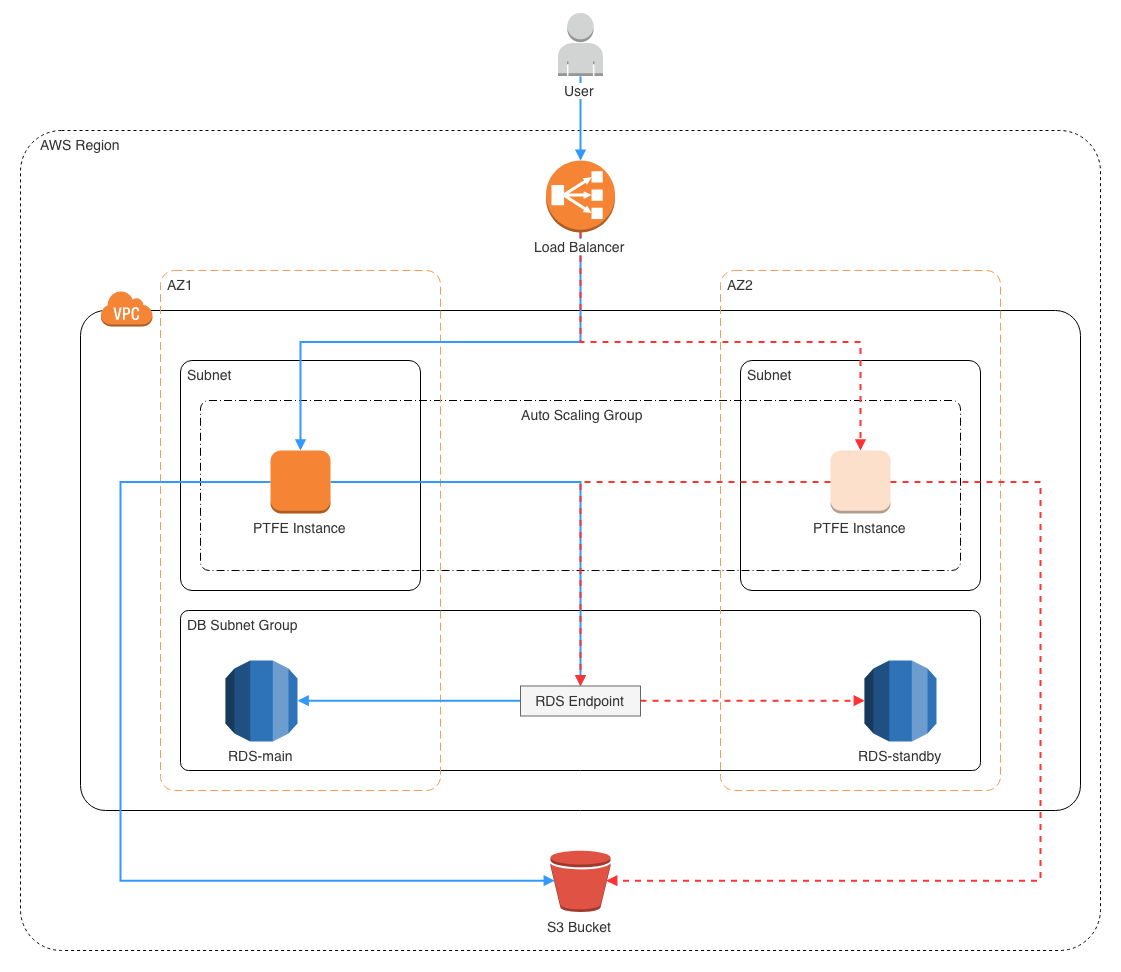 User
AWS Region
Load Balancer
AZ1
AZ2
VPC
Subnet
Subnet
Auto Scaling Group
PTFE Instance
PTFE Instance
DB Subnet Group
RDS Endpoint
RDS-main
RDS-standby
S3 Bucket